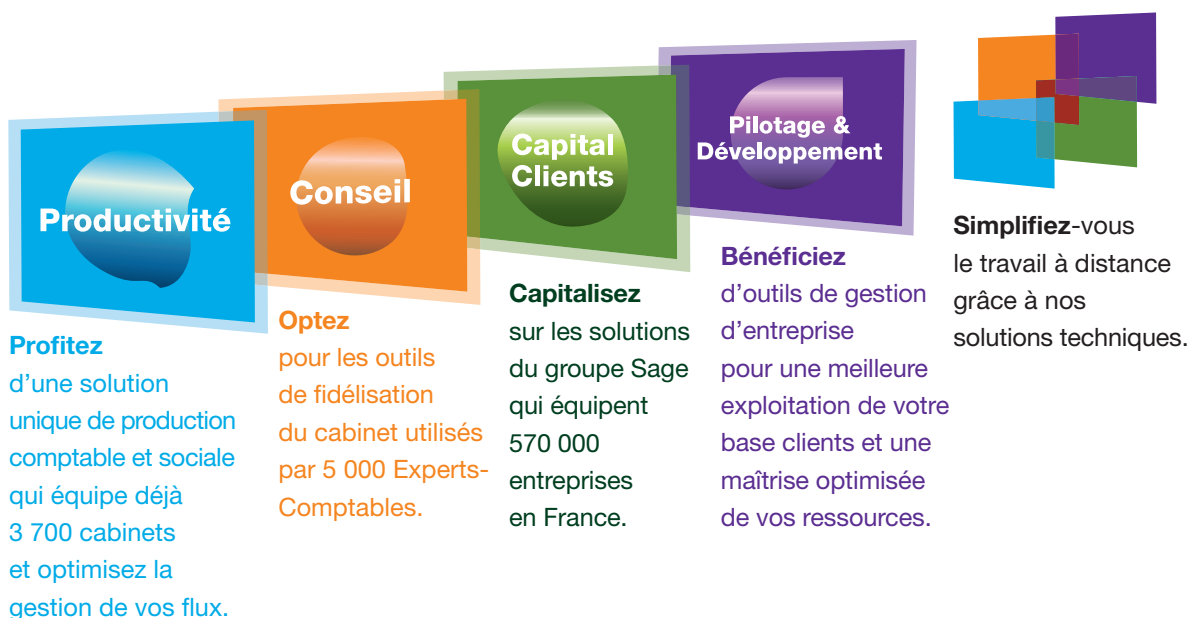 Productivité
Profitez
d'une solution
unique de production
comptable et sociale
qui équipe déjà
3 700 cabinets
et optimisez la
gestion de vos flux.
Conseil
Optez
pour les outils
de fidélisation
du cabinet utilisés
par 5 000 Experts-
Comptables.
Capital
Clients
Capitalisez
sur les solutions
du groupe Sage
qui équipent
570 000
entreprises
en France.
Pilotage &
Développement
Bénéficiez
d'outils de gestion
d'entreprise
pour une meilleure
exploitation de votre
base clients et une
maîtrise optimisée
de vos ressources.
Simplifiez-vous
le travail à distance
grâce à nos
solutions techniques.